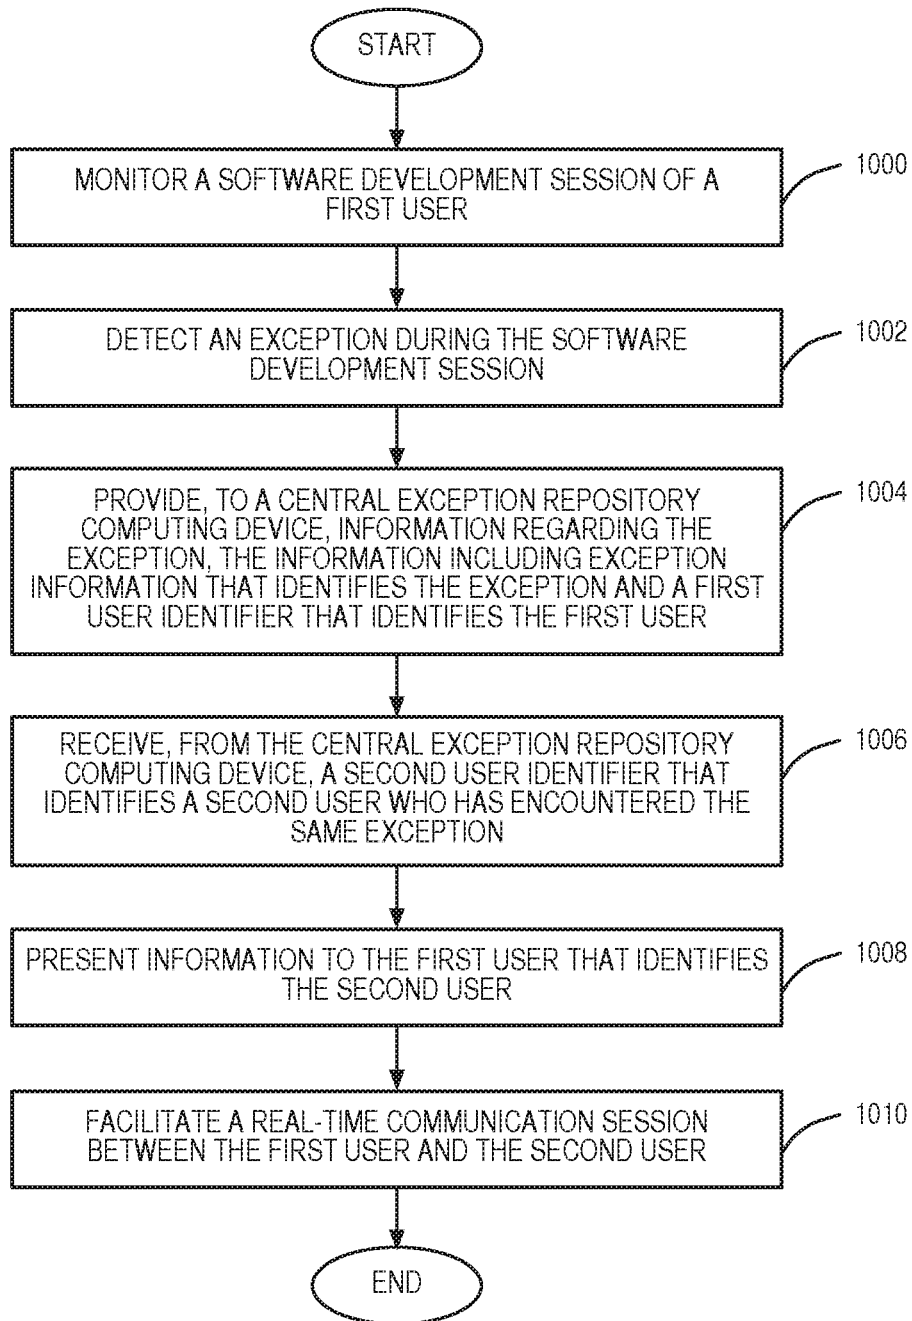 START
MONITOR A SOFTWARE DEVELOPMENT SESSION OF A
FIRST USER
1000
DETECT AN EXCEPTION DURING THE SOFTWARE
DEVELOPMENT SESSION
1002
PROVIDE, TO A CENTRAL EXCEPTION REPOSITORY
COMPUTING DEVICE, INFORMATION REGARDING THE
EXCEPTION, THE INFORMATION INCLUDING EXCEPTION
INFORMATION THAT IDENTIFIES THE EXCEPTION AND A FIRST
USER IDENTIFIER THAT IDENTIFIES THE FIRST USER
1004
RECEIVE, FROM THE CENTRAL EXCEPTION REPOSITORY
COMPUTING DEVICE, A SECOND USER IDENTIFIER THAT
IDENTIFIES A SECOND USER WHO HAS ENCOUNTERED THE
SAME EXCEPTION
1006
PRESENT INFORMATION TO THE FIRST USER THAT IDENTIFIES
THE SECOND USER
1008
FACILITATE A REAL-TIME COMMUNICATION SESSION
BETWEEN THE FIRST USER AND THE SECOND USER
1010
END